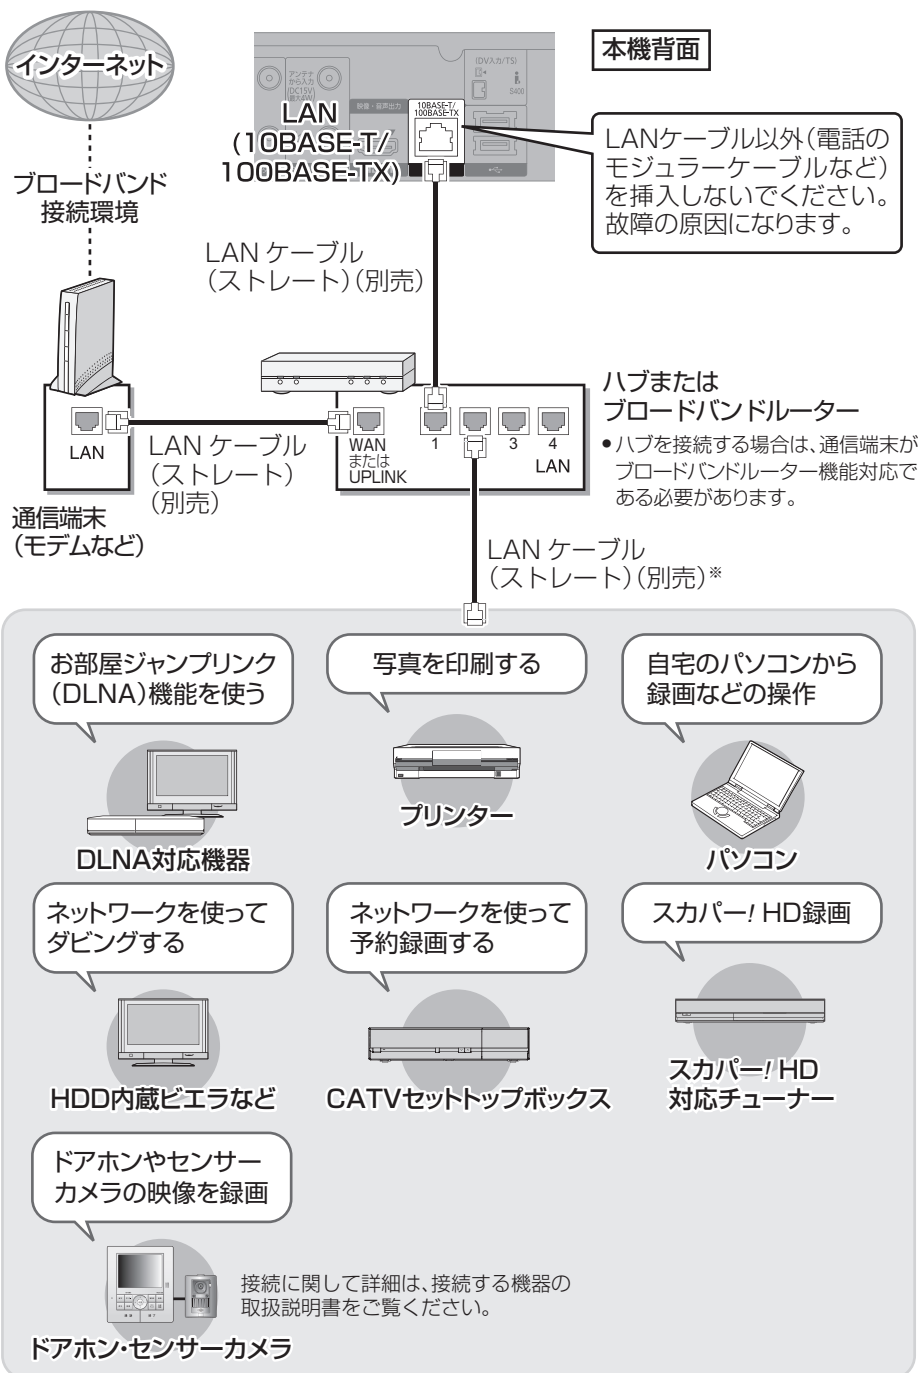 インターネット
ブロードバンド
接続環境
アンテナ
から入力
(DC15V
最大4W)
映像・音声出力
10BASE-T/
100BASE-TX
(DV入力/TS)
S400
LAN
(10BASE-T/
100BASE-TX)
本機背面
LANケーブル以外(電話の
モジュラーケーブルなど)
を挿入しないでください。
故障の原因になります。
LAN ケーブル
(ストレート)(別売)
LAN
通信端末
(モデムなど)
LAN ケーブル
(ストレート)
(別売)
WAN
または
UPLINK
1
3
4
LAN
ハブまたは
ブロードバンドルーター
•ハブを接続する場合は、通信端末が
ブロードバンドルーター機能対応で
ある必要があります。
LAN ケーブル
(ストレート)(別売)※
お部屋ジャンプリンク
(DLNA)機能を使う
DLNA対応機器
写真を印刷する
プリンター
自宅のパソコンから
録画などの操作
パソコン
ネットワークを使って
ダビングする
HDD内蔵ビエラなど
ネットワークを使って
予約録画する
CATVセットトップボックス
スカパー! HD録画
スカパー! HD
対応チューナー
ドアホンやセンサー
カメラの映像を録画
ドアホン・センサーカメラ
接続に関して詳細は、接続する機器の
取扱説明書をご覧ください。